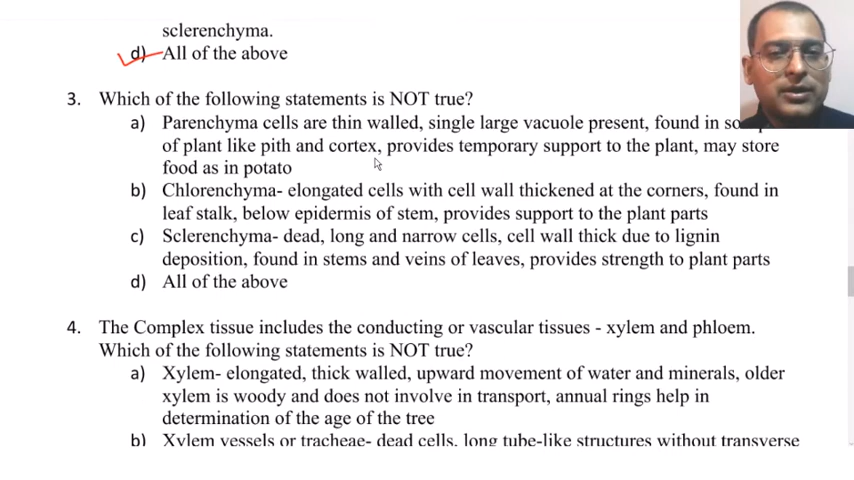 sclerenchyma.
d) All of the above
3. Which of the following statements is NOT true?
a) Parenchyma cells are thin walled, single large vacuole present, found in
of plant like pith and cortex, provides temporary support to the plant, may store
food as in potato
b) Chlorenchyma- elongated cells with cell wall thickened at the corners, found in
leaf stalk, below epidermis of stem, provides support to the plant parts
c) Sclerenchyma- dead, long and narrow cells, cell wall thick due to lignin
deposition, found in stems and veins of leaves, provides strength to plant parts
d) All of the above
4. The Complex tissue includes the conducting or vascular tissues - xylem and phloem.
Which of the following statements is NOT true?
a) Xylem- elongated, thick walled, upward movement of water and minerals, older
xylem is woody and does not involve in transport, annual rings help in
determination of the age of the tree
b) Xylem vessels or tracheae- dead cells, long tube-like structures without transverse